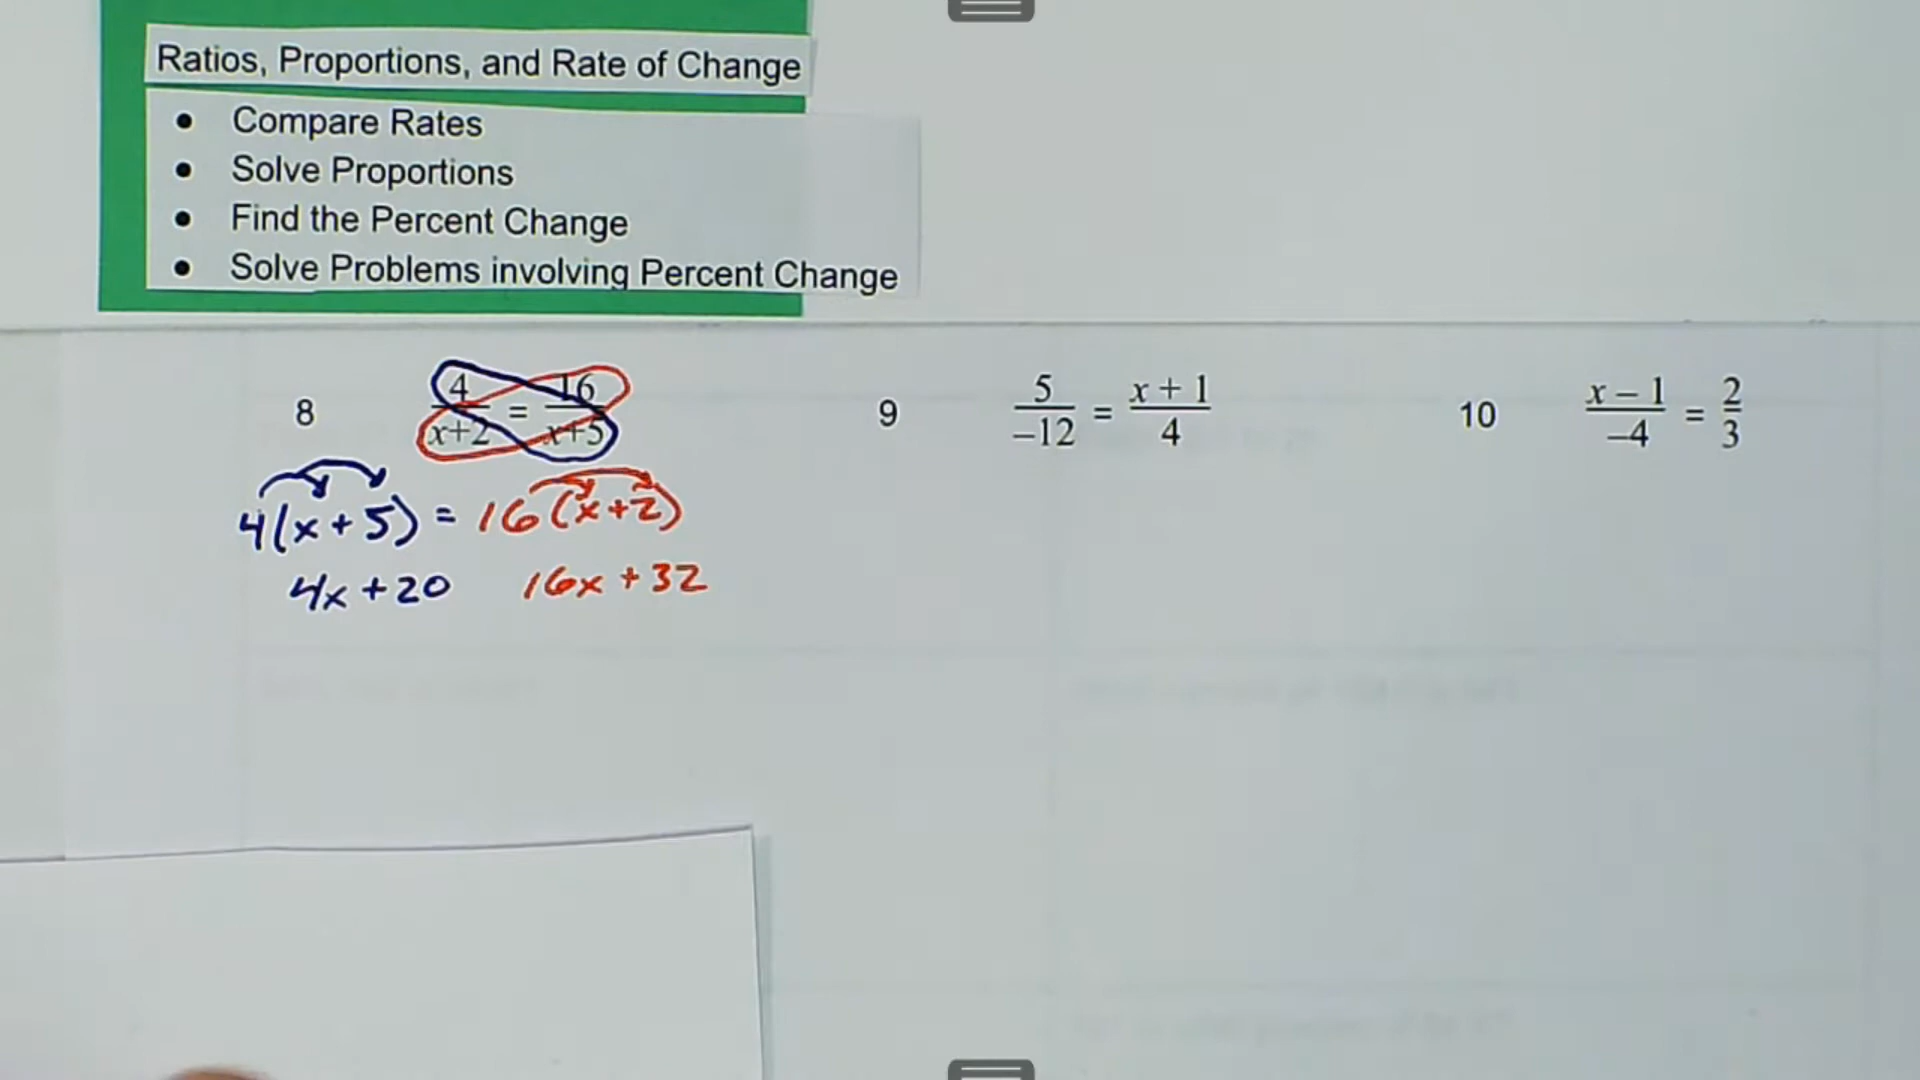 Ratios, Proportions, and Rate of Change
• Compare Rates
• Solve Proportions
• Find the Percent Change
• Solve Problems involving Percent Change
8 4/x+2 = 16/x+5
9 5/–12 = x + 1/4
10 x – 1/–4 = 2/3
4(x+5) = 16(x+2)
4x+20 16x+32